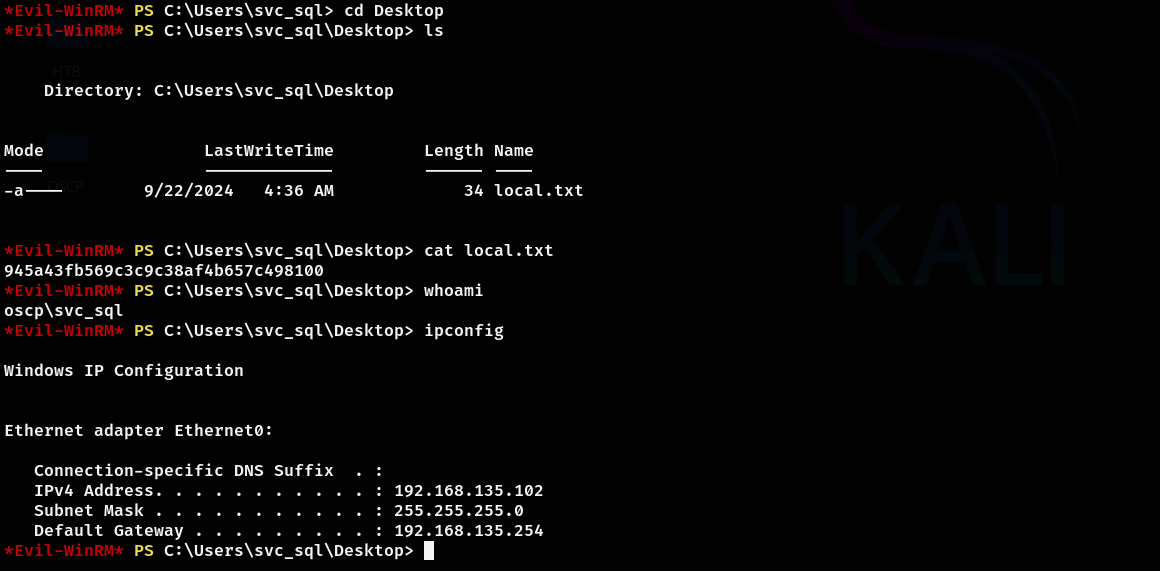 *Evil-WinRM* PS C:\Users\svc_sql> cd Desktop
*Evil-WinRM* PS C:\Users\svc_sql\Desktop> ls
HTB
Directory: C:\Users\svc_sql\Desktop
Mode LastWriteTime Length Name
---- ------------- ------ ----
-a---- 9/22/2024 4:36 AM 34 local.txt
OSCP
*Evil-WinRM* PS C:\Users\svc_sql\Desktop> cat local.txt
945a43fb569c3c9c38af4b657c498100
*Evil-WinRM* PS C:\Users\svc_sql\Desktop> whoami
oscp\svc_sql
*Evil-WinRM* PS C:\Users\svc_sql\Desktop> ipconfig
Windows IP Configuration
Ethernet adapter Ethernet0:
Connection-specific DNS Suffix . :
IPv4 Address. . . . . . . . . . . : 192.168.135.102
Subnet Mask . . . . . . . . . . . : 255.255.255.0
Default Gateway . . . . . . . . . : 192.168.135.254
*Evil-WinRM* PS C:\Users\svc_sql\Desktop>
KALI